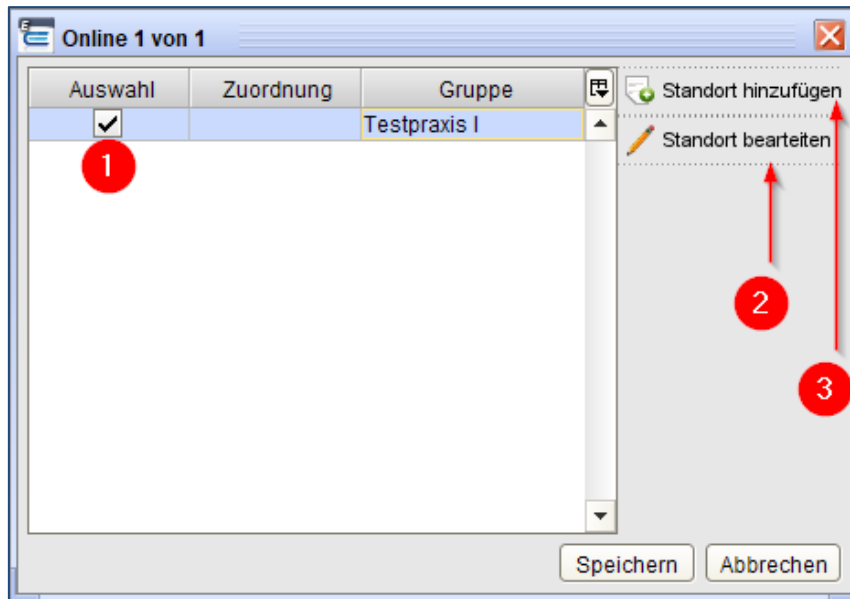 Online 1 von 1
Auswahl Zuordnung Gruppe
Standort hinzufügen
Testpraxis I
Standort bearteiten
1
2
3
Speichern Abbrechen